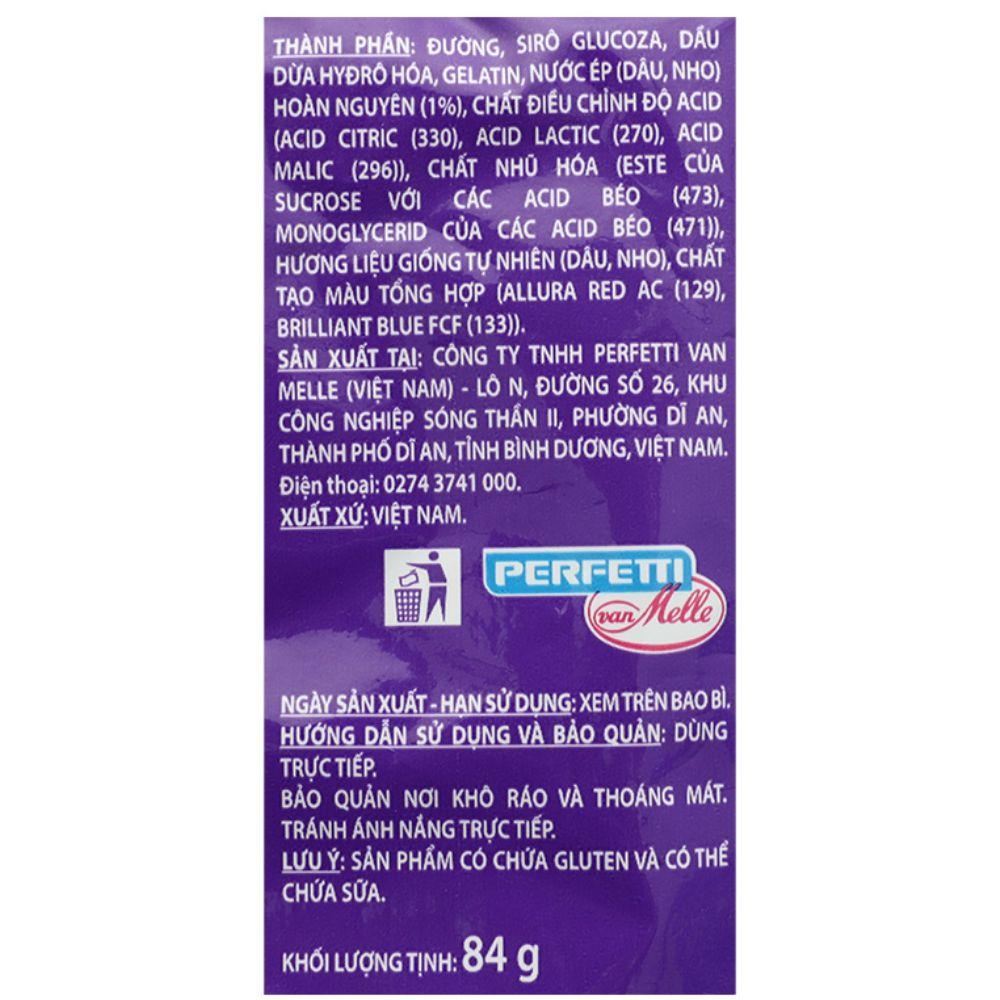 THÀNH PHẦN: ĐƯỜNG, SIRÔ GLUCOZA, DẦU
DỪA HYĐRÔ HÓA, GELATIN, NƯỚC ÉP (DÂU, NHO)
HOÀN NGUYÊN (1%), CHẤT ĐIỀU CHỈNH ĐỘ ACID
(ACID CITRIC (330), ACID LACTIC (270), ACID
MALIC (296)), CHẤT NHŨ HÓA (ESTE CỦA
SUCROSE VỚI CÁC ACID BÉO (473),
MONOGLYCERID CỦA CÁC ACID BÉO (471)),
HƯƠNG LIỆU GIỐNG TỰ NHIÊN (DÂU, NHO), CHẤT
TẠO MÀU TỔNG HỢP (ALLURA RED AC (129),
BRILLIANT BLUE FCF (133)).
SẢN XUẤT TẠI: CÔNG TY TNHH PERFETTI VAN
MELLE (VIỆT NAM) - LÔ N, ĐƯỜNG SỐ 26, KHU
CÔNG NGHIỆP SÓNG THẦN II, PHƯỜNG DĨ AN,
THÀNH PHỐ DĨ AN, TỈNH BÌNH DƯƠNG, VIỆT NAM.
Điện thoại: 0274 3741 000.
XUẤT XỨ: VIỆT NAM.
PERFETTI
van Melle
NGÀY SẢN XUẤT - HẠN SỬ DỤNG: XEM TRÊN BAO BÌ.
HƯỚNG DẪN SỬ DỤNG VÀ BẢO QUẢN: DÙNG
TRỰC TIẾP.
BẢO QUẢN NƠI KHÔ RÁO VÀ THOÁNG MÁT.
TRÁNH ÁNH NẮNG TRỰC TIẾP.
LƯU Ý: SẢN PHẨM CÓ CHỨA GLUTEN VÀ CÓ THỂ
CHỨA SỮA.
KHỐI LƯỢNG TỊNH: 84 g